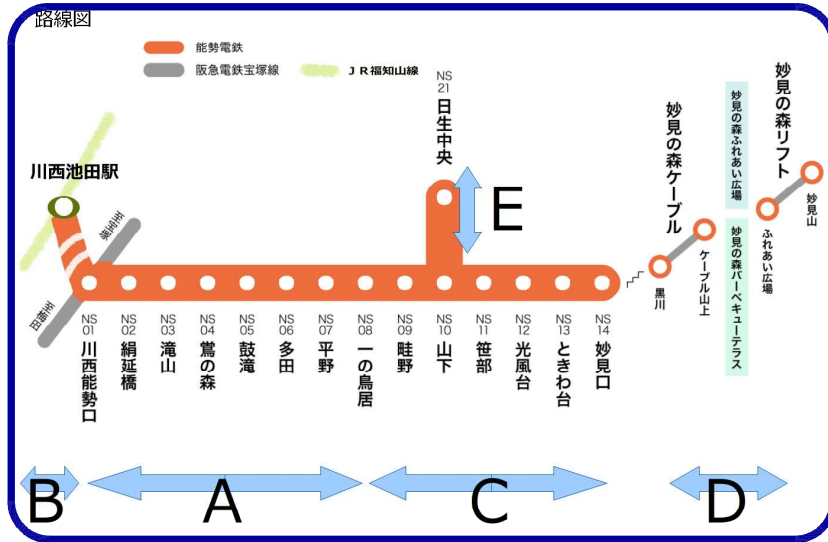 路線図
能勢電鉄
阪急電鉄宝塚線
ＪＲ福知山線
川西池田駅
至宝塚
至梅田
NS
21
日生中央
E
NS
01
川西能勢口
NS
02
絹延橋
NS
03
滝山
NS
04
鴬の森
NS
05
鼓滝
NS
06
多田
NS
07
平野
NS
08
一の鳥居
NS
09
畦野
NS
10
山下
NS
11
笹部
NS
12
光風台
NS
13
ときわ台
NS
14
妙見口
妙見の森ケーブル
黒川
ケーブル山上
妙見の森ふれあい広場
妙見の森バーベキューテラス
妙見の森リフト
ふれあい広場
妙見山
B
A
C
D